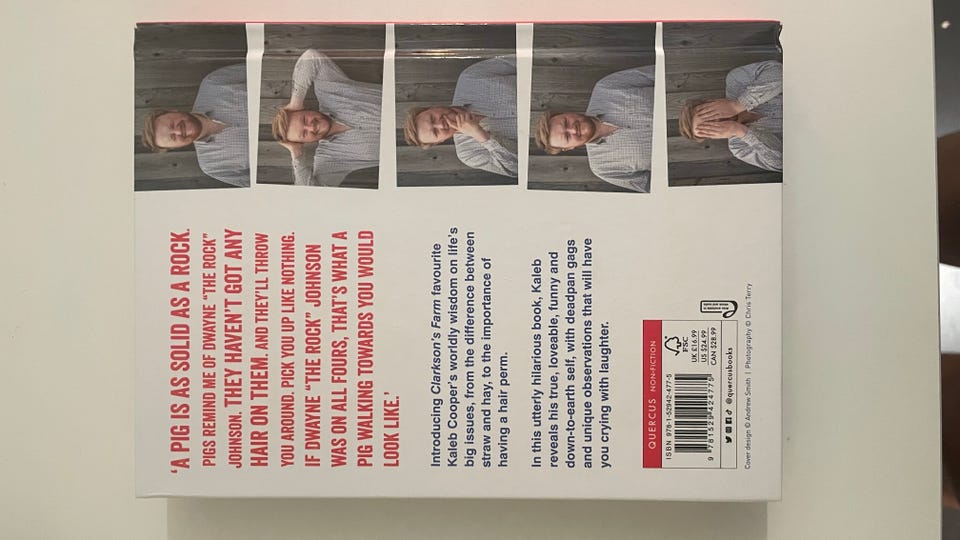 ‘A PIG IS AS SOLID AS A ROCK.
PIGS REMIND ME OF DWAYNE “THE ROCK”
JOHNSON. THEY HAVEN’T GOT ANY
HAIR ON THEM. AND THEY’LL THROW
YOU AROUND. PICK YOU UP LIKE NOTHING.
IF DWAYNE “THE ROCK” JOHNSON
WAS ON ALL FOURS, THAT’S WHAT A
PIG WALKING TOWARDS YOU WOULD
LOOK LIKE.’
Introducing Clarkson’s Farm favourite
Kaleb Cooper’s worldly wisdom on life’s
big issues, from the difference between
straw and hay, to the importance of
having a hair perm.
In this utterly hilarious book, Kaleb
reveals his true, loveable, funny and
down-to-earth self, with deadpan gags
and unique observations that will have
you crying with laughter.
QUERCUS NON-FICTION
ISBN 978-1-52942-477-5
9 781529 424775
FSC
UK £16.99
US $24.99
CAN $28.99
@quercusbooks
Cover design © Andrew Smith | Photography © Chris Terry